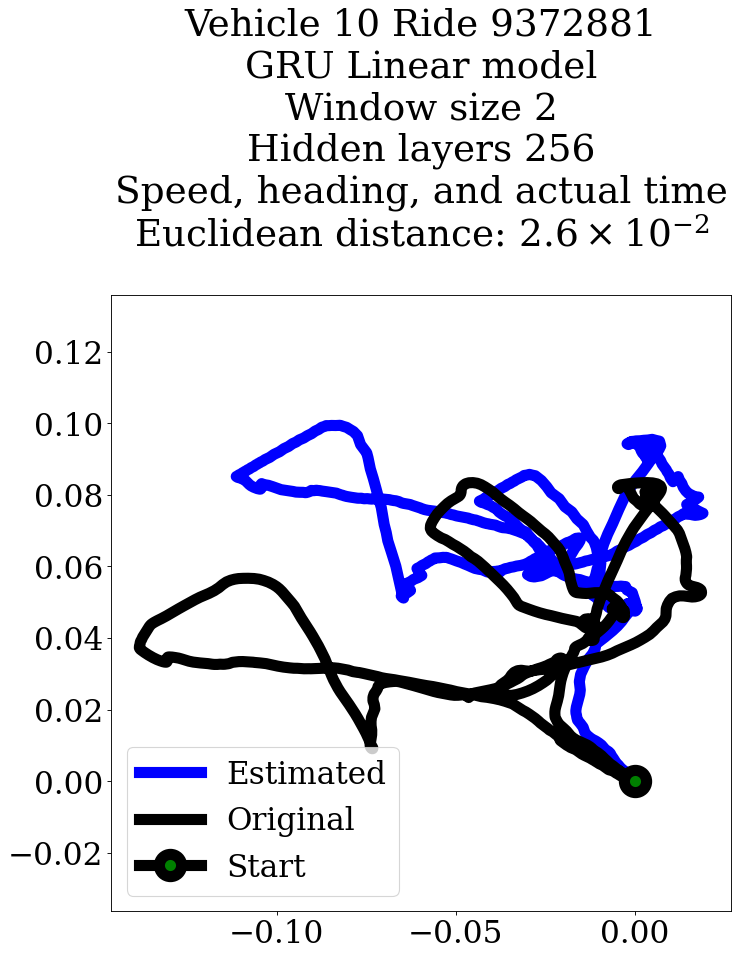 Vehicle 10 Ride 9372881
GRU Linear model
Window size 2
Hidden layers 256
Speed, heading, and actual time
Euclidean distance: 2.6 × 10⁻²
0.12
0.10
0.08
0.06
0.04
0.02
0.00
−0.02
Estimated
Original
Start
−0.10
−0.05
0.00